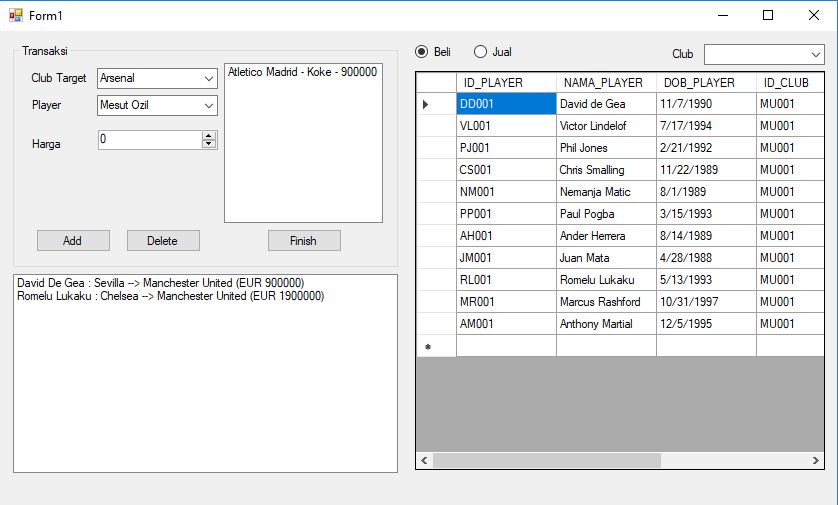 Form1
Transaksi
Club Target Arsenal
Player Mesut Ozil
Harga 0
Atletico Madrid - Koke - 900000
Add Delete Finish
David De Gea : Sevilla --> Manchester United (EUR 900000)
Romelu Lukaku : Chelsea --> Manchester United (EUR 1900000)
Beli Jual Club
ID_PLAYER NAMA_PLAYER DOB_PLAYER ID_CLUB
DD001 David de Gea 11/7/1990 MU001
VL001 Victor Lindelof 7/17/1994 MU001
PJ001 Phil Jones 2/21/1992 MU001
CS001 Chris Smalling 11/22/1989 MU001
NM001 Nemanja Matic 8/1/1989 MU001
PP001 Paul Pogba 3/15/1993 MU001
AH001 Ander Herrera 8/14/1989 MU001
JM001 Juan Mata 4/28/1988 MU001
RL001 Romelu Lukaku 5/13/1993 MU001
MR001 Marcus Rashford 10/31/1997 MU001
AM001 Anthony Martial 12/5/1995 MU001